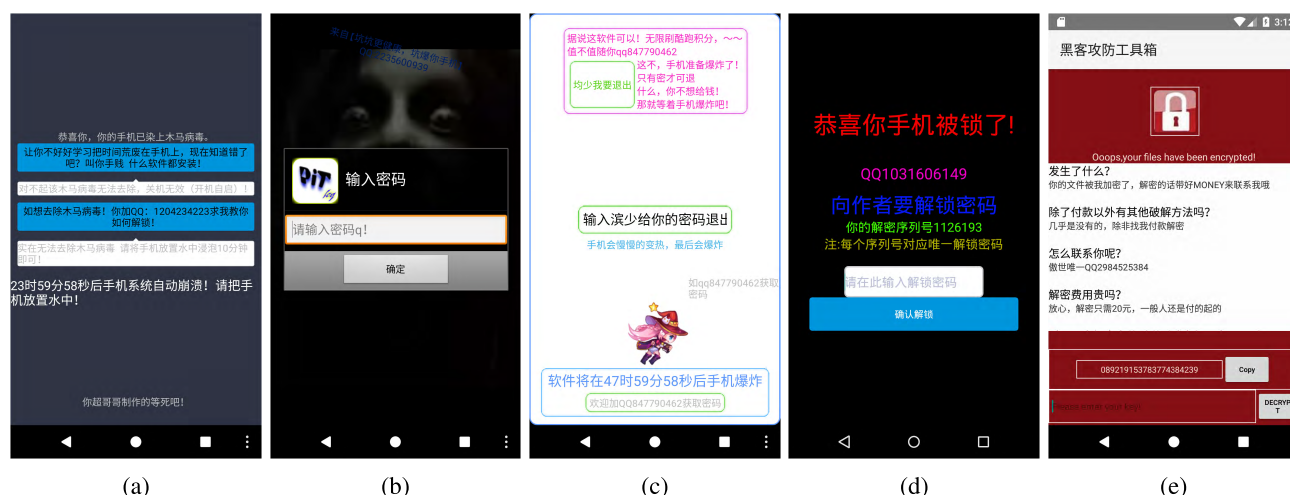 恭喜你，你的手机已染上木马病毒。
让你不好好学习把时间荒废在手机上，现在知道错了
吧？叫你手贱 什么软件都安装！
对不起该木马病毒无法去除，关机无效（开机自启）！
如想去除木马病毒！你加QQ：1204234223求我教你
如何解锁！
实在无法去除木马病毒 请将手机放置水中浸泡10分钟
即可！
23时59分58秒后手机系统自动崩溃！请把手
机放置水中！
你超哥哥制作的等死吧！
(a)
来自【坑坑更健康，坑爆你手机】
QQ3235600939
输入密码
请输入密码q！
确定
(b)
据说这软件可以！无限刷酷跑积分，～～
值不值随你qq847790462
均少我要退出
这不，手机准备爆炸了！
只有密才可退
什么，你不想给钱！
那就等着手机爆炸吧！
输入滨少给你的密码退出
手机会慢慢的变热，最后会爆炸
如qq847790462获取
密码
软件将在47时59分58秒后手机爆炸
欢迎加QQ847790462获取密码
(c)
恭喜你手机被锁了!
QQ1031606149
向作者要解锁密码
你的解密序列号1126193
注:每个序列号对应唯一解锁密码
请在此输入解锁密码
确认解锁
(d)
黑客攻防工具箱
Ooops,your files have been encrypted!
发生了什么？
你的文件被我加密了，解密的话带好MONEY来联系我哦
除了付款以外有其他破解方法吗？
几乎是没有的，除非找我付款解密
怎么联系你呢？
傲世唯一QQ2984525384
解密费用贵吗？
放心，解密只需20元，一般人还是付的起的
089219153783774384239
Copy
DECRYP
T
(e)